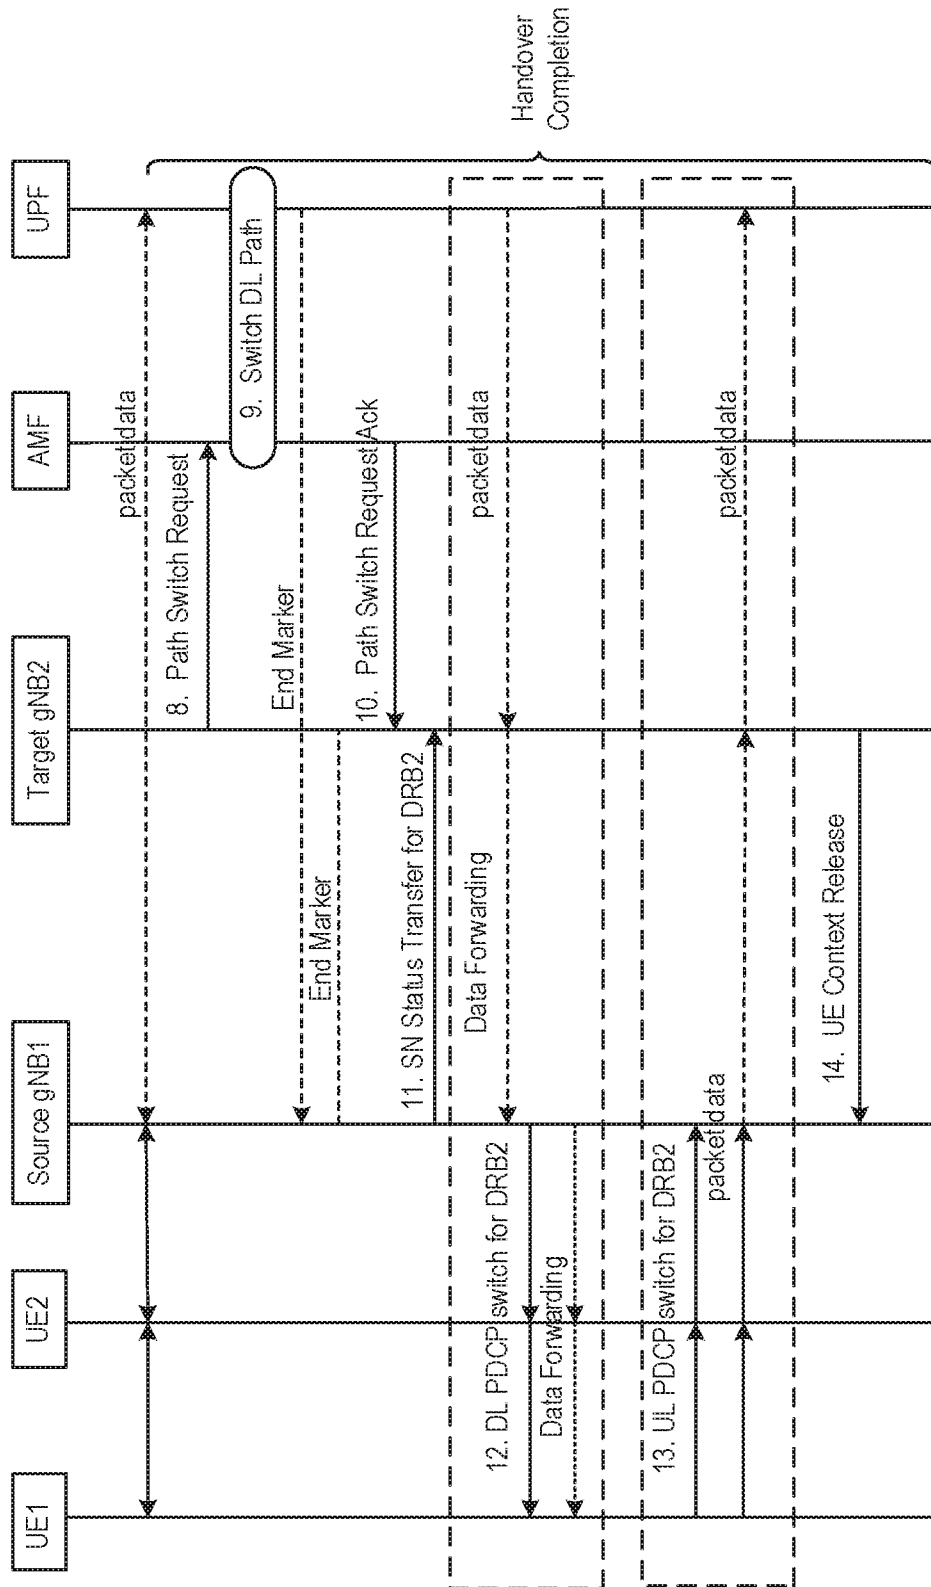 UE1
UE2
Source gNB1
Target gNB2
AMF
UPF
packet data
8. Path Switch Request
9. Switch DL Path
End Marker
End Marker
10. Path Switch Request Ack
11. SN Status Transfer for DRB2
Data Forwarding
packet data
12. DL PDCP switch for DRB2
Data Forwarding
13. UL PDCP switch for DRB2
packet data
packet data
14. UE Context Release
Handover
Completion